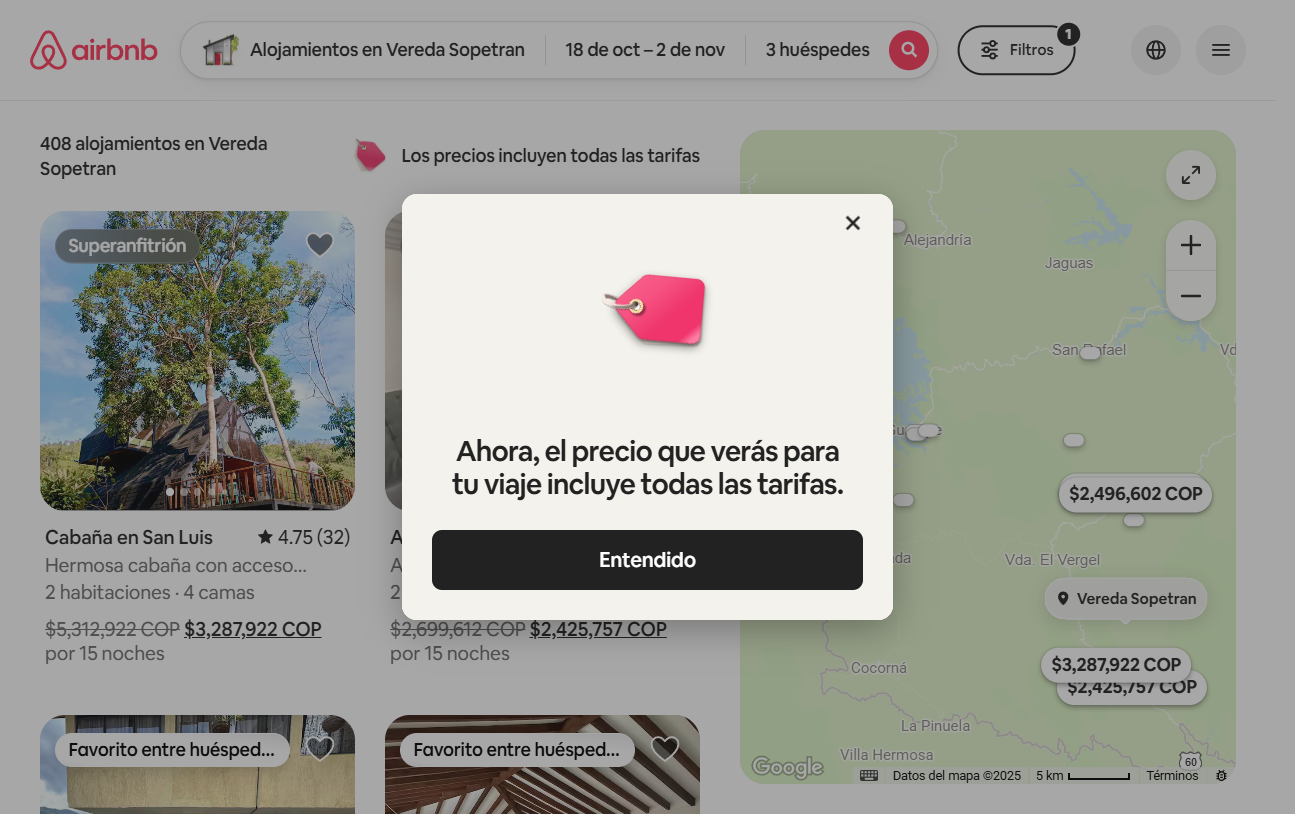 airbnb
Alojamientos en Vereda Sopetran
18 de oct – 2 de nov
3 huéspedes
Filtros
1
408 alojamientos en Vereda
Sopetran
Los precios incluyen todas las tarifas
Superanfitrión
Ahora, el precio que verás para
tu viaje incluye todas las tarifas.
Entendido
Cabaña en San Luis
4.75 (32)
Hermosa cabaña con acceso...
2 habitaciones · 4 camas
$5,312,922 COP $3,287,922 COP
por 15 noches
A
A
2
$2,699,612 COP $2,425,757 COP
por 15 noches
Favorito entre huésped...
Favorito entre huésped...
Alejandría
Jaguas
San Rafael
Vd
$2,496,602 COP
Vda. El Vergel
Vereda Sopetran
$3,287,922 COP
$2,425,757 COP
Cocorná
La Piñuela
Villa Hermosa
60
Google
Datos del mapa ©2025
5 km
Términos